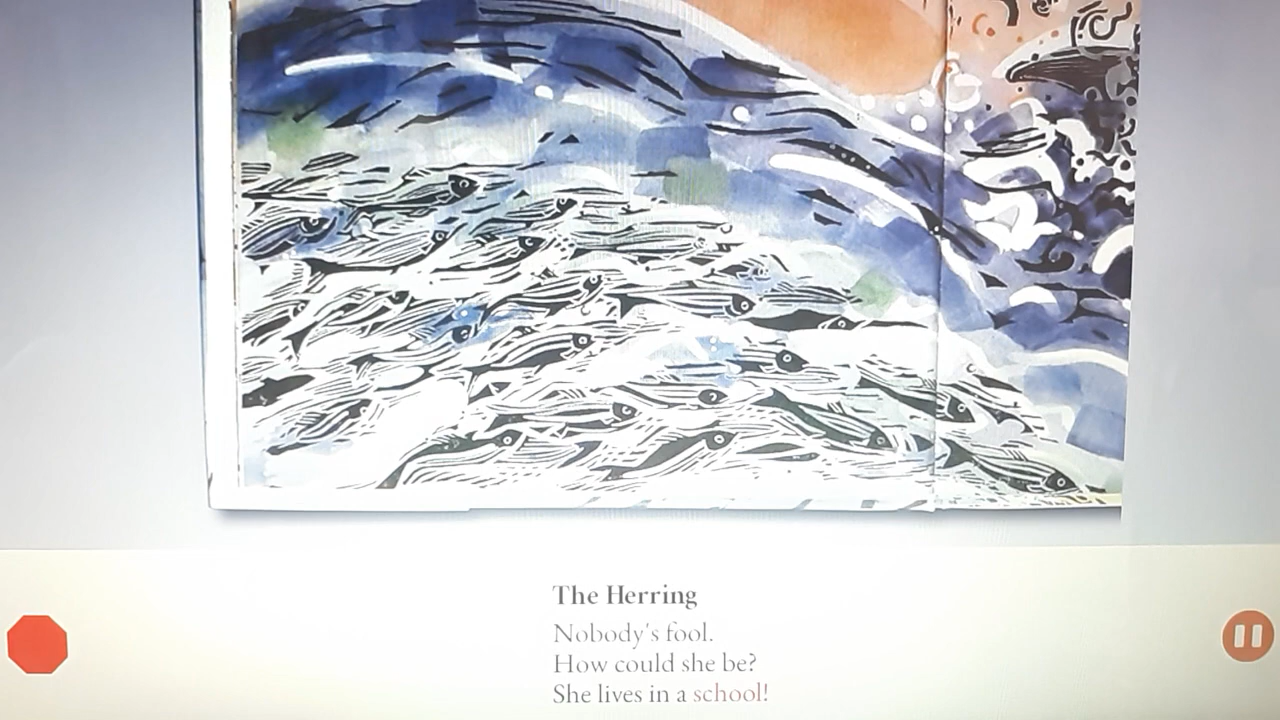 The Herring
Nobody's fool.
How could she be?
She lives in a school!